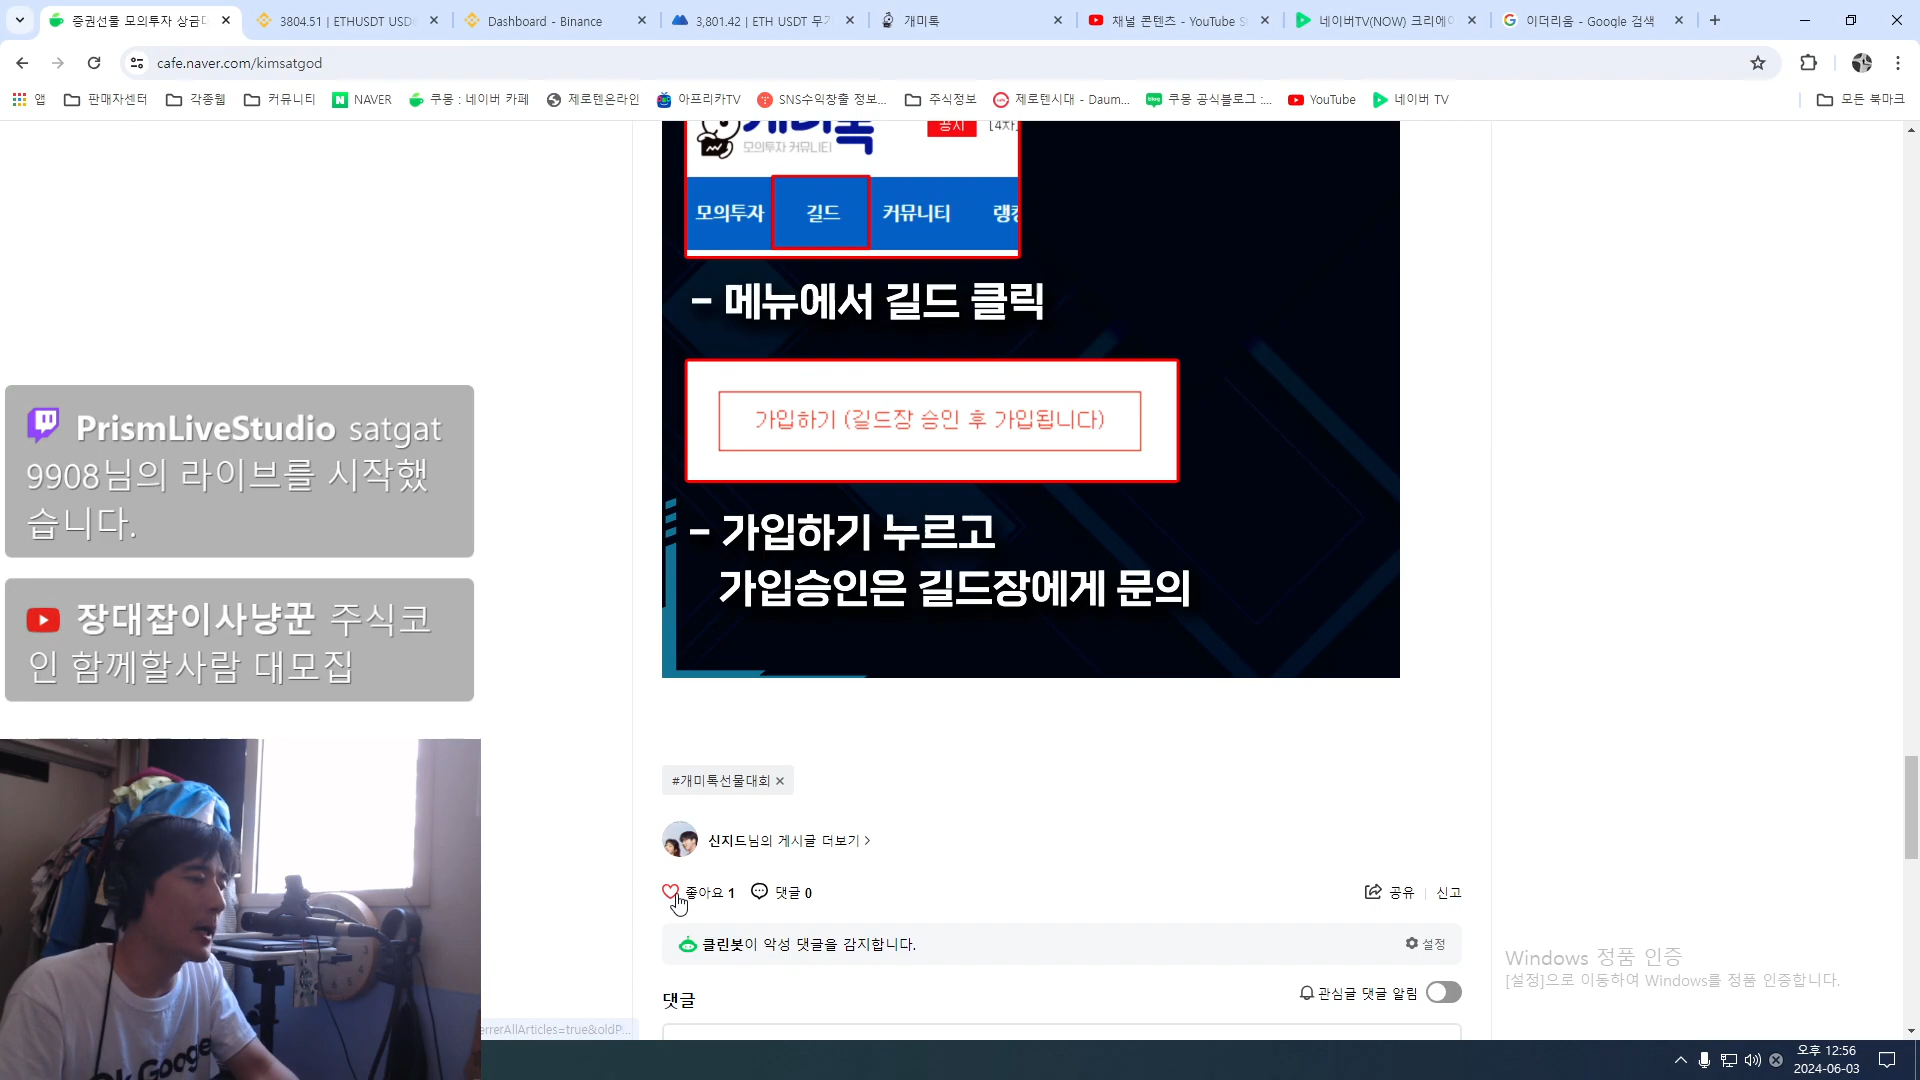 증권선물 모의투자 상금대
3804.51 | ETHUSDT USD
Dashboard - Binance
3,801.42 | ETH USDT 무기
개미톡
채널 콘텐츠 - YouTube S
네이버TV(NOW) 크리에이
이더리움 - Google 검색
cafe.naver.com/kimsatgod
앱
판매자센터
각종웹
커뮤니티
NAVER
쿠몽 : 네이버 카페
제로텐온라인
아프리카TV
SNS수익창출 정보...
주식정보
제로텐시대 - Daum...
쿠몽 공식블로그 :...
YouTube
네이버 TV
모든 북마크
개미톡
모의투자 커뮤니티
공시
[4차]
모의투자 길드 커뮤니티 랭킹
- 메뉴에서 길드 클릭
가입하기 (길드장 승인 후 가입됩니다)
- 가입하기 누르고
가입승인은 길드장에게 문의
PrismLiveStudio satgat
9908님의 라이브를 시작했
습니다.
장대잡이사냥꾼 주식코
인 함께할사람 대모집
#개미톡선물대회
신지드님의 게시글 더보기 >
좋아요 1 댓글 0
공유 신고
클린봇이 악성 댓글을 감지합니다.
설정
관심글 댓글 알림
댓글
errerAllArticles=true&oldP...
Windows 정품 인증
[설정]으로 이동하여 Windows를 정품 인증합니다.
오후 12:56
2024-06-03